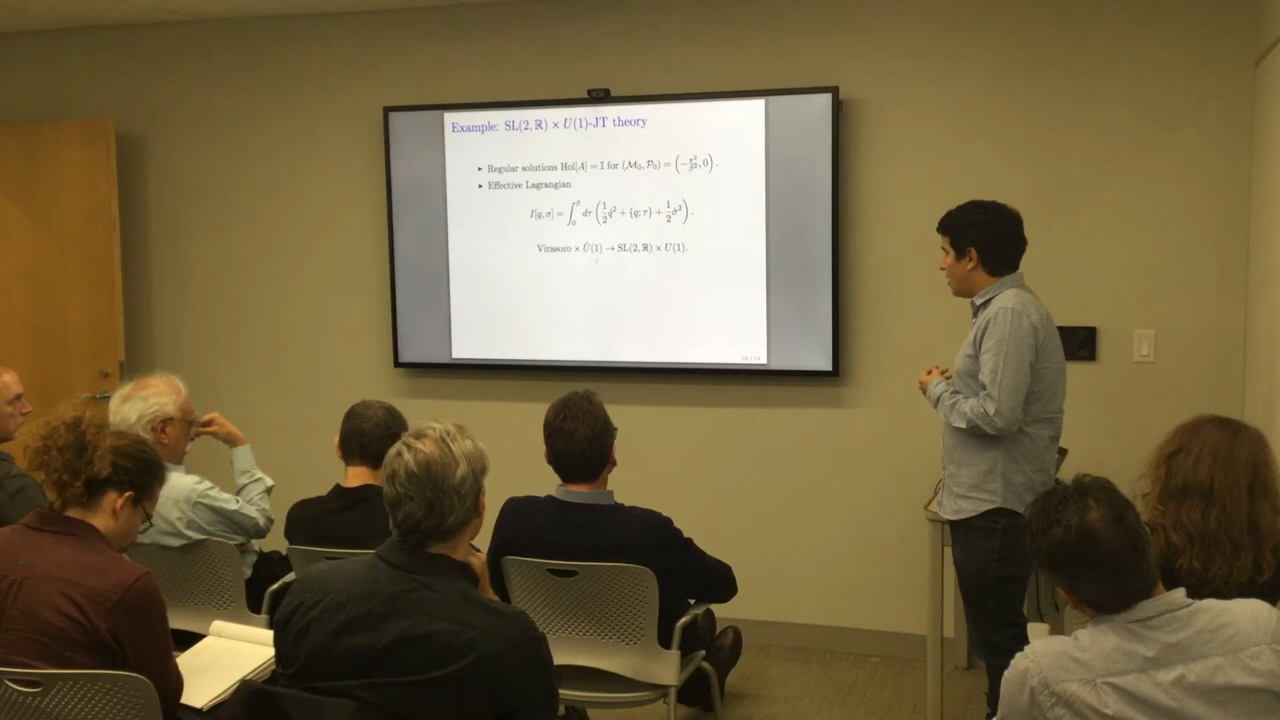 Example: SL(2, ℝ) × U(1)-JT theory
▸ Regular solutions Hol[A] = 𝕀 for (ℳ₀, 𝒫₀) = (−π²/β², 0).
▸ Effective Lagrangian
I[q, σ] = ∫₀^β dτ (1/2 q̇² + {q; τ} + 1/2 σ̇²).
Virasoro × Û(1) → SL(2, ℝ) × U(1).